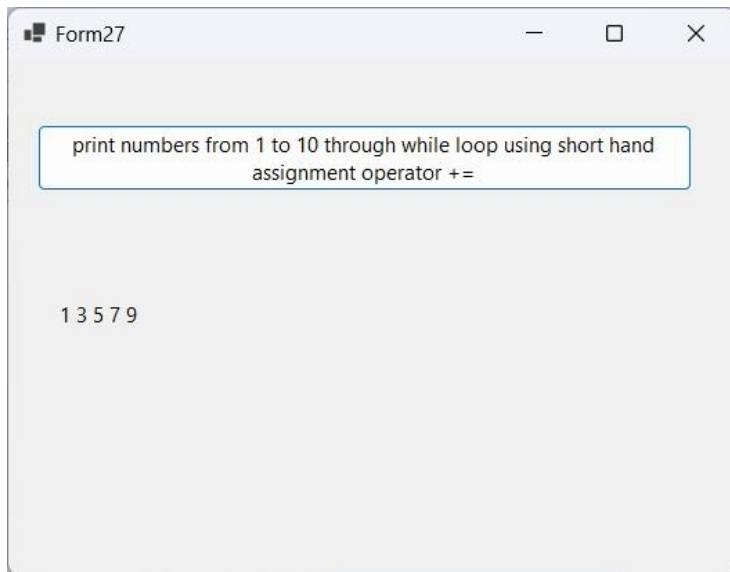 Form27
print numbers from 1 to 10 through while loop using short hand
assignment operator +=
1 3 5 7 9